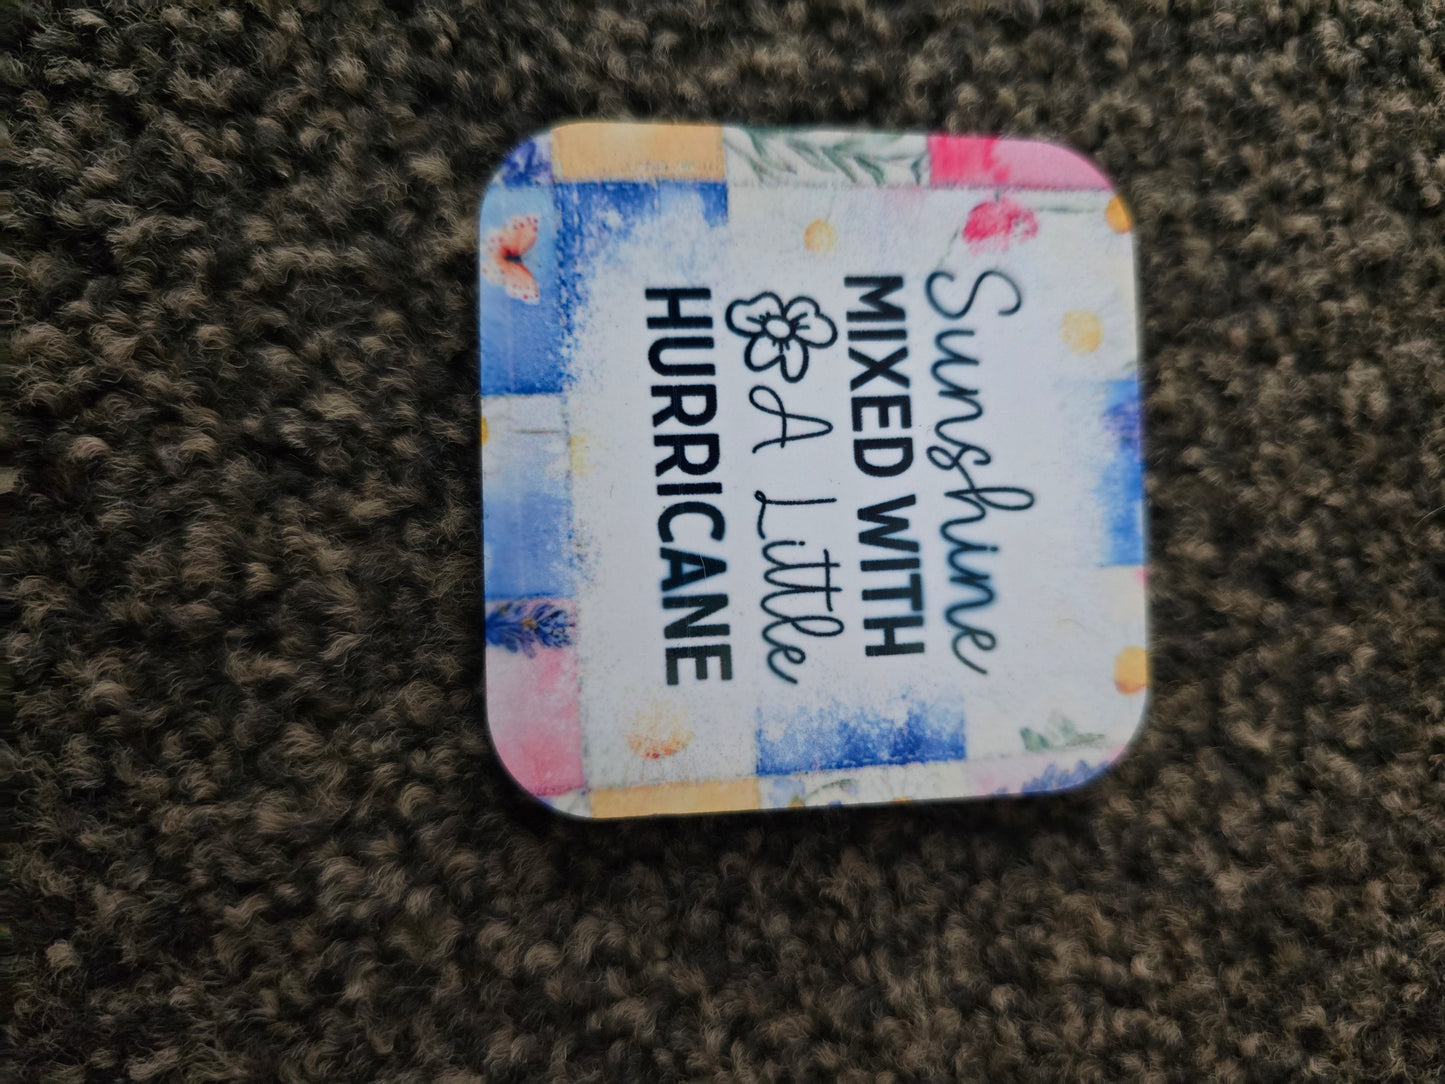 Sunshine
MIXED WITH
A Little
HURRICANE